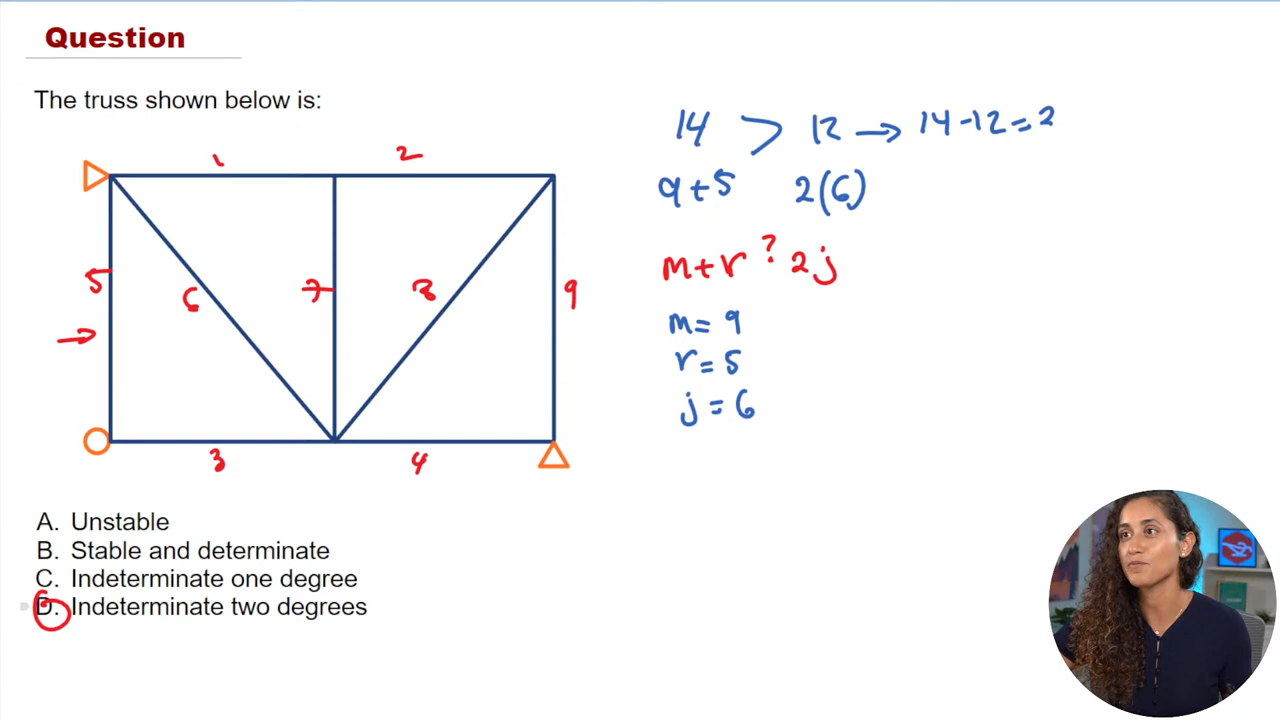 Question
The truss shown below is:
1
2
5
6
7
8
9
3
4
14 > 12 → 14-12=2
9+5 2(6)
m+r ? 2j
m= 9
r= 5
j = 6
A. Unstable
B. Stable and determinate
C. Indeterminate one degree
D. Indeterminate two degrees